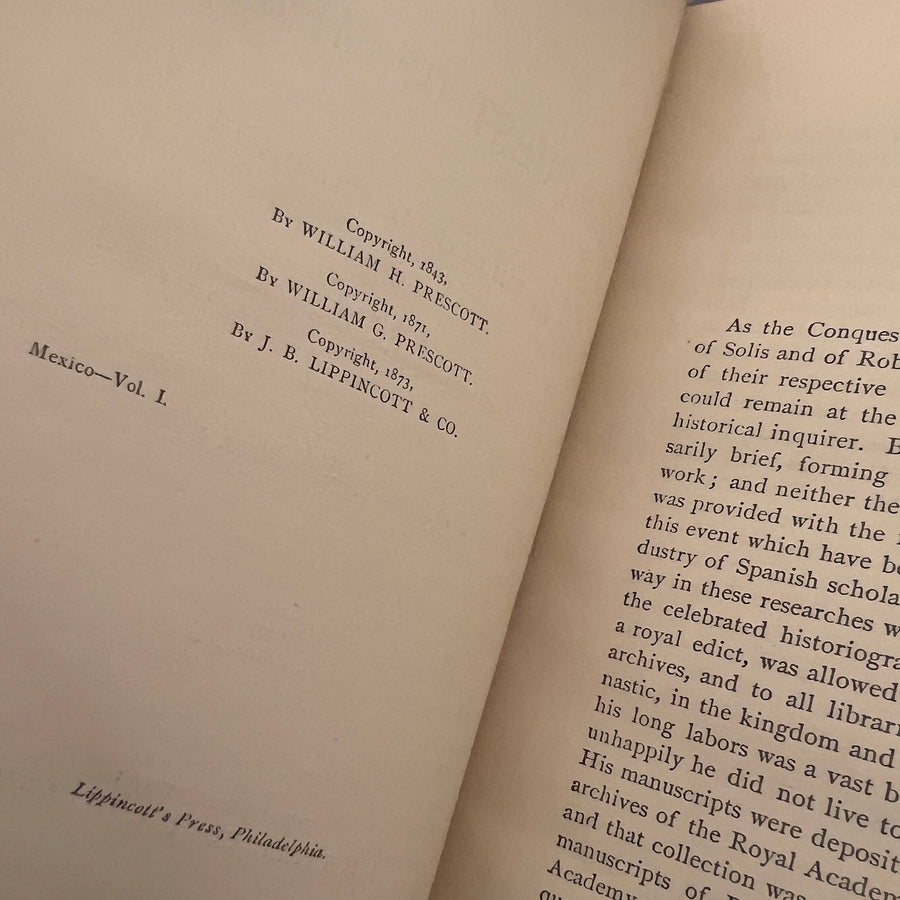 Copyright, 1843,
By WILLIAM H. PRESCOTT.
Copyright, 1871,
By WILLIAM G. PRESCOTT.
Copyright, 1873,
By J. B. LIPPINCOTT & CO.
Mexico—Vol. I.
Lippincott's Press, Philadelphia.
As the Conques
of Solis and of Rob
of their respective
could remain at the
historical inquirer. E
sarily brief, forming
work; and neither the
was provided with the
this event which have be
dustry of Spanish schola
way in these researches w
the celebrated historiogra
a royal edict, was allowed
archives, and to all librari
nastic, in the kingdom and
his long labors was a vast b
unhappily he did not live to
His manuscripts were deposit
archives of the Royal Academ
and that collection was
manuscripts of
Academy